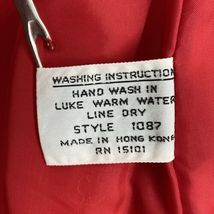 WASHING INSTRUCTION
HAND WASH IN
LUKE WARM WATER
LINE DRY
STYLE 1087
MADE IN HONG KONG
RN 15101